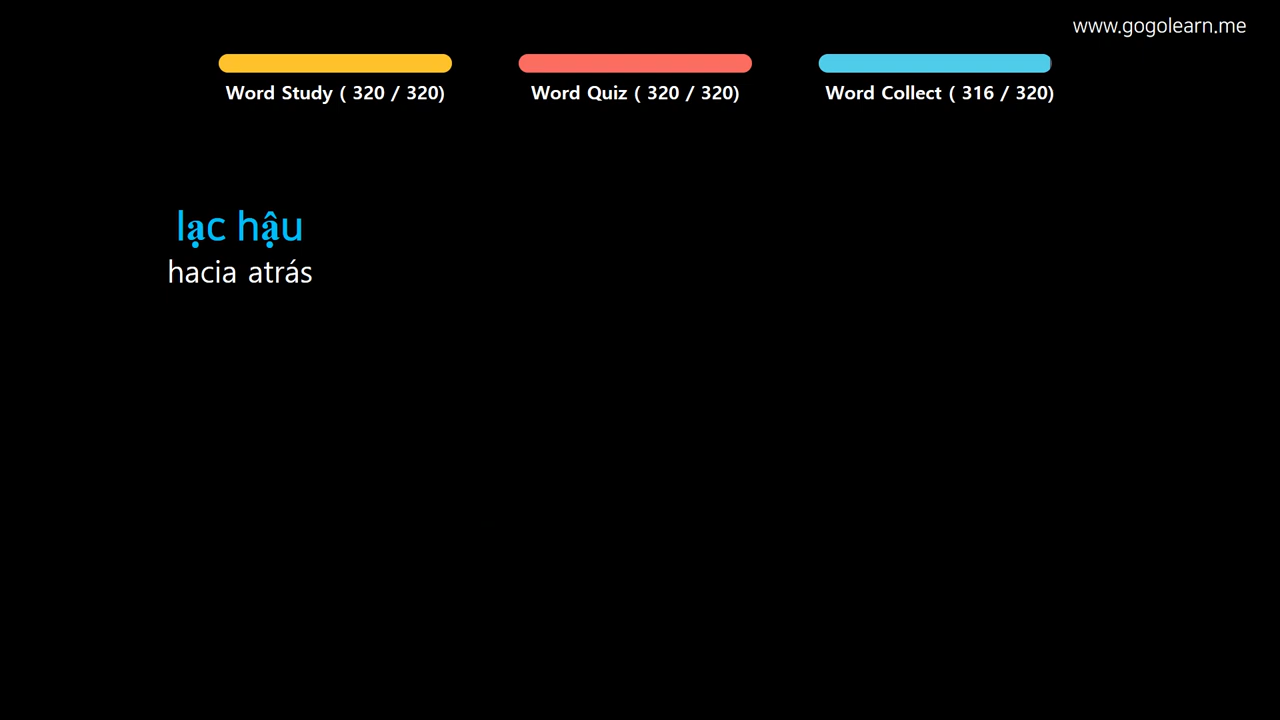 www.gogolearn.me
Word Study ( 320 / 320)
Word Quiz ( 320 / 320)
Word Collect ( 316 / 320)
lạc hậu
hacia atrás